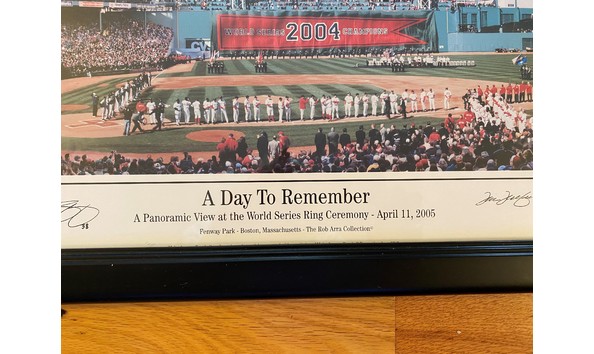 WORLD SERIES 2004 CHAMPIONS
A Day To Remember
A Panoramic View at the World Series Ring Ceremony - April 11, 2005
Fenway Park - Boston, Massachusetts - The Rob Arra Collection®
38